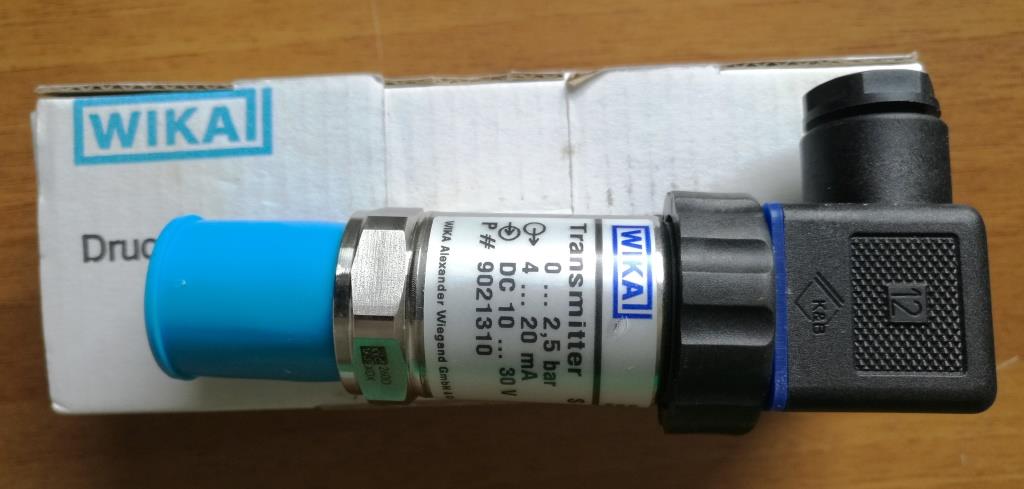 WIKA
Druc
WIKA
Transmitter S
0 ... 2,5 bar
4 ... 20 mA
DC 10 ... 30 V
P# 9021310
WIKA Alexander Wiegand GmbH
12
KGB